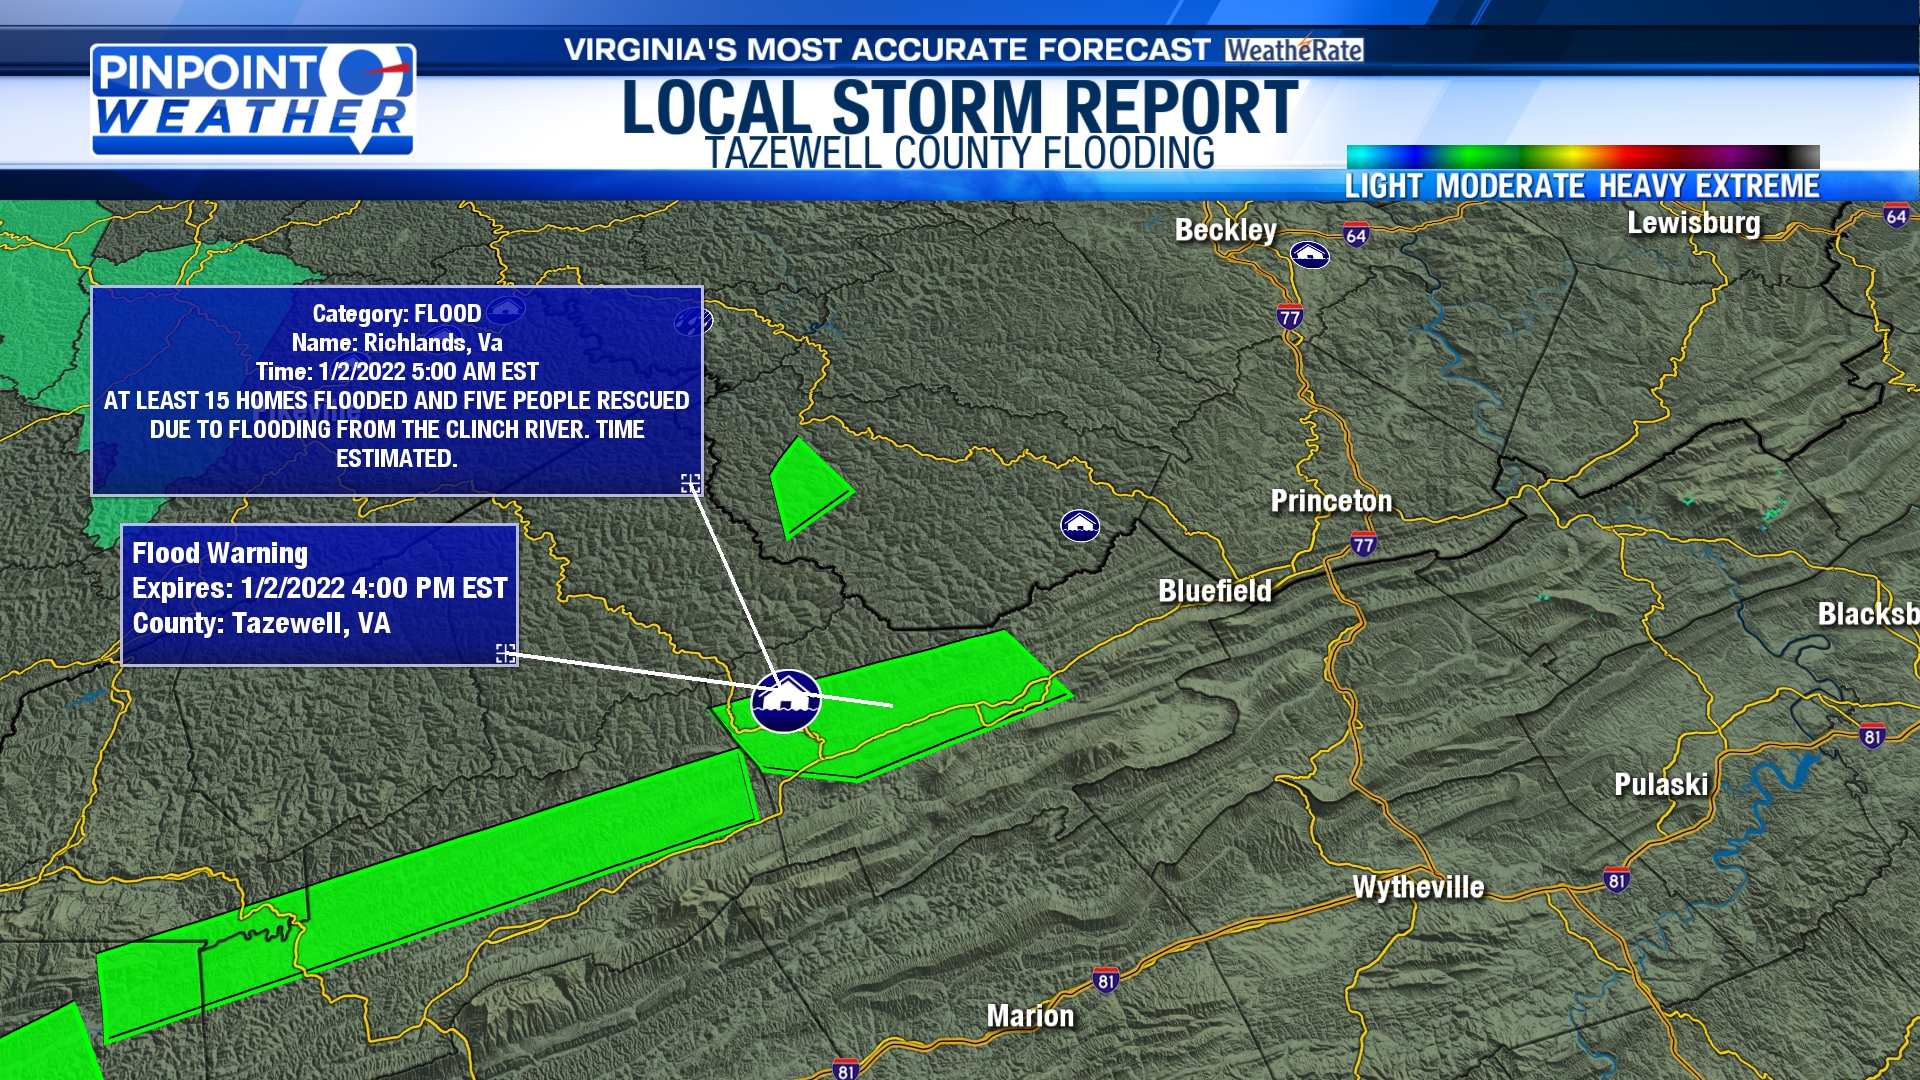 VIRGINIA'S MOST ACCURATE FORECAST WeatheRate
PINPOINT
WEATHER
LOCAL STORM REPORT
TAZEWELL COUNTY FLOODING
LIGHT MODERATE HEAVY EXTREME
Beckley
64
Lewisburg
64
77
Category: FLOOD
Name: Richlands, Va
Time: 1/2/2022 5:00 AM EST
AT LEAST 15 HOMES FLOODED AND FIVE PEOPLE RESCUED
DUE TO FLOODING FROM THE CLINCH RIVER. TIME
ESTIMATED.
Pikeville
Flood Warning
Expires: 1/2/2022 4:00 PM EST
County: Tazewell, VA
Princeton
77
Bluefield
Blacksb
81
Pulaski
Wytheville
81
81
Marion
81